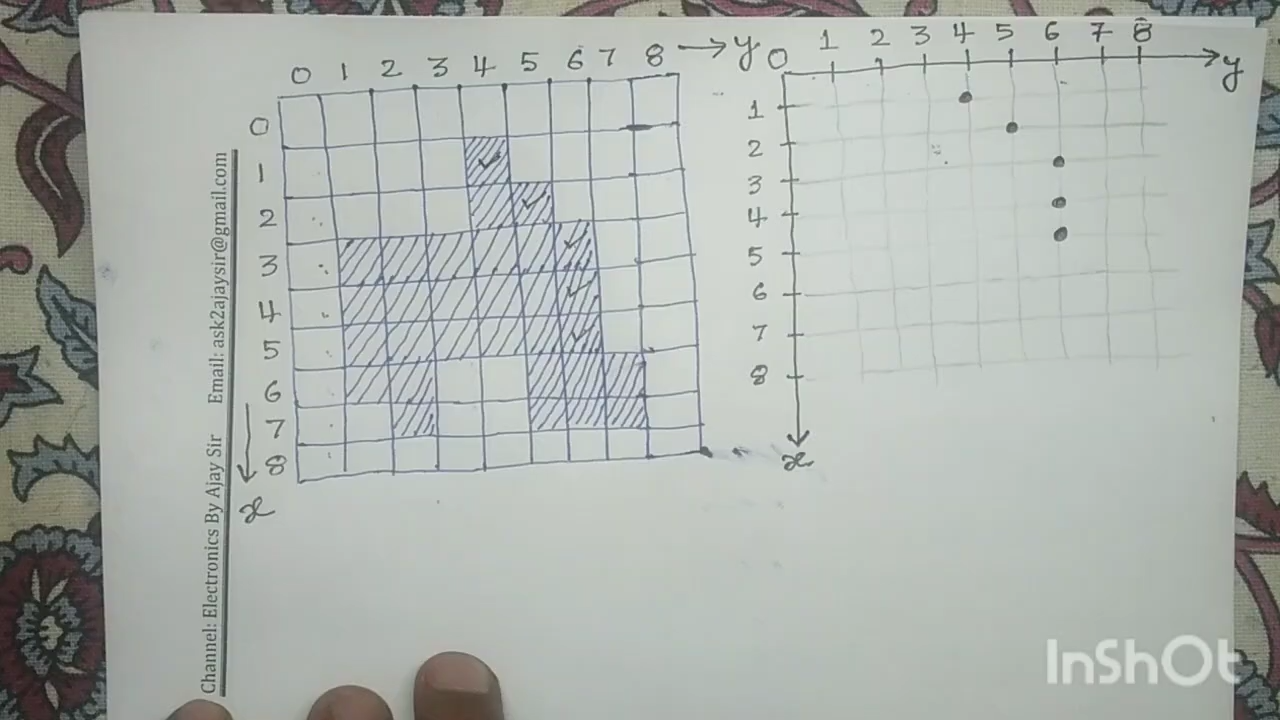 0 1 2 3 4 5 6 7 8 → y
0
1
2
3
4
5
6
7
8
x
0 1 2 3 4 5 6 7 8
y
1
2
3
4
5
6
7
8
x
Channel: Electronics By Ajay Sir Email: ask2ajaysir@gmail.com
InShOt